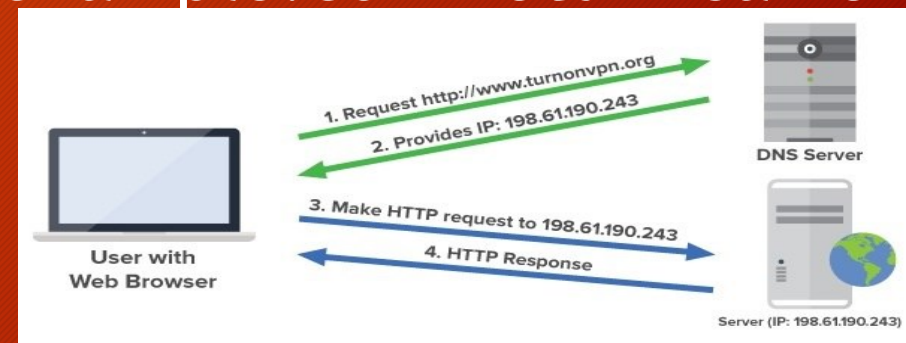 1. Request http://www.turnonvpn.org
2. Provides IP: 198.61.190.243
DNS Server
3. Make HTTP request to 198.61.190.243
4. HTTP Response
User with
Web Browser
Server (IP: 198.61.190.243)